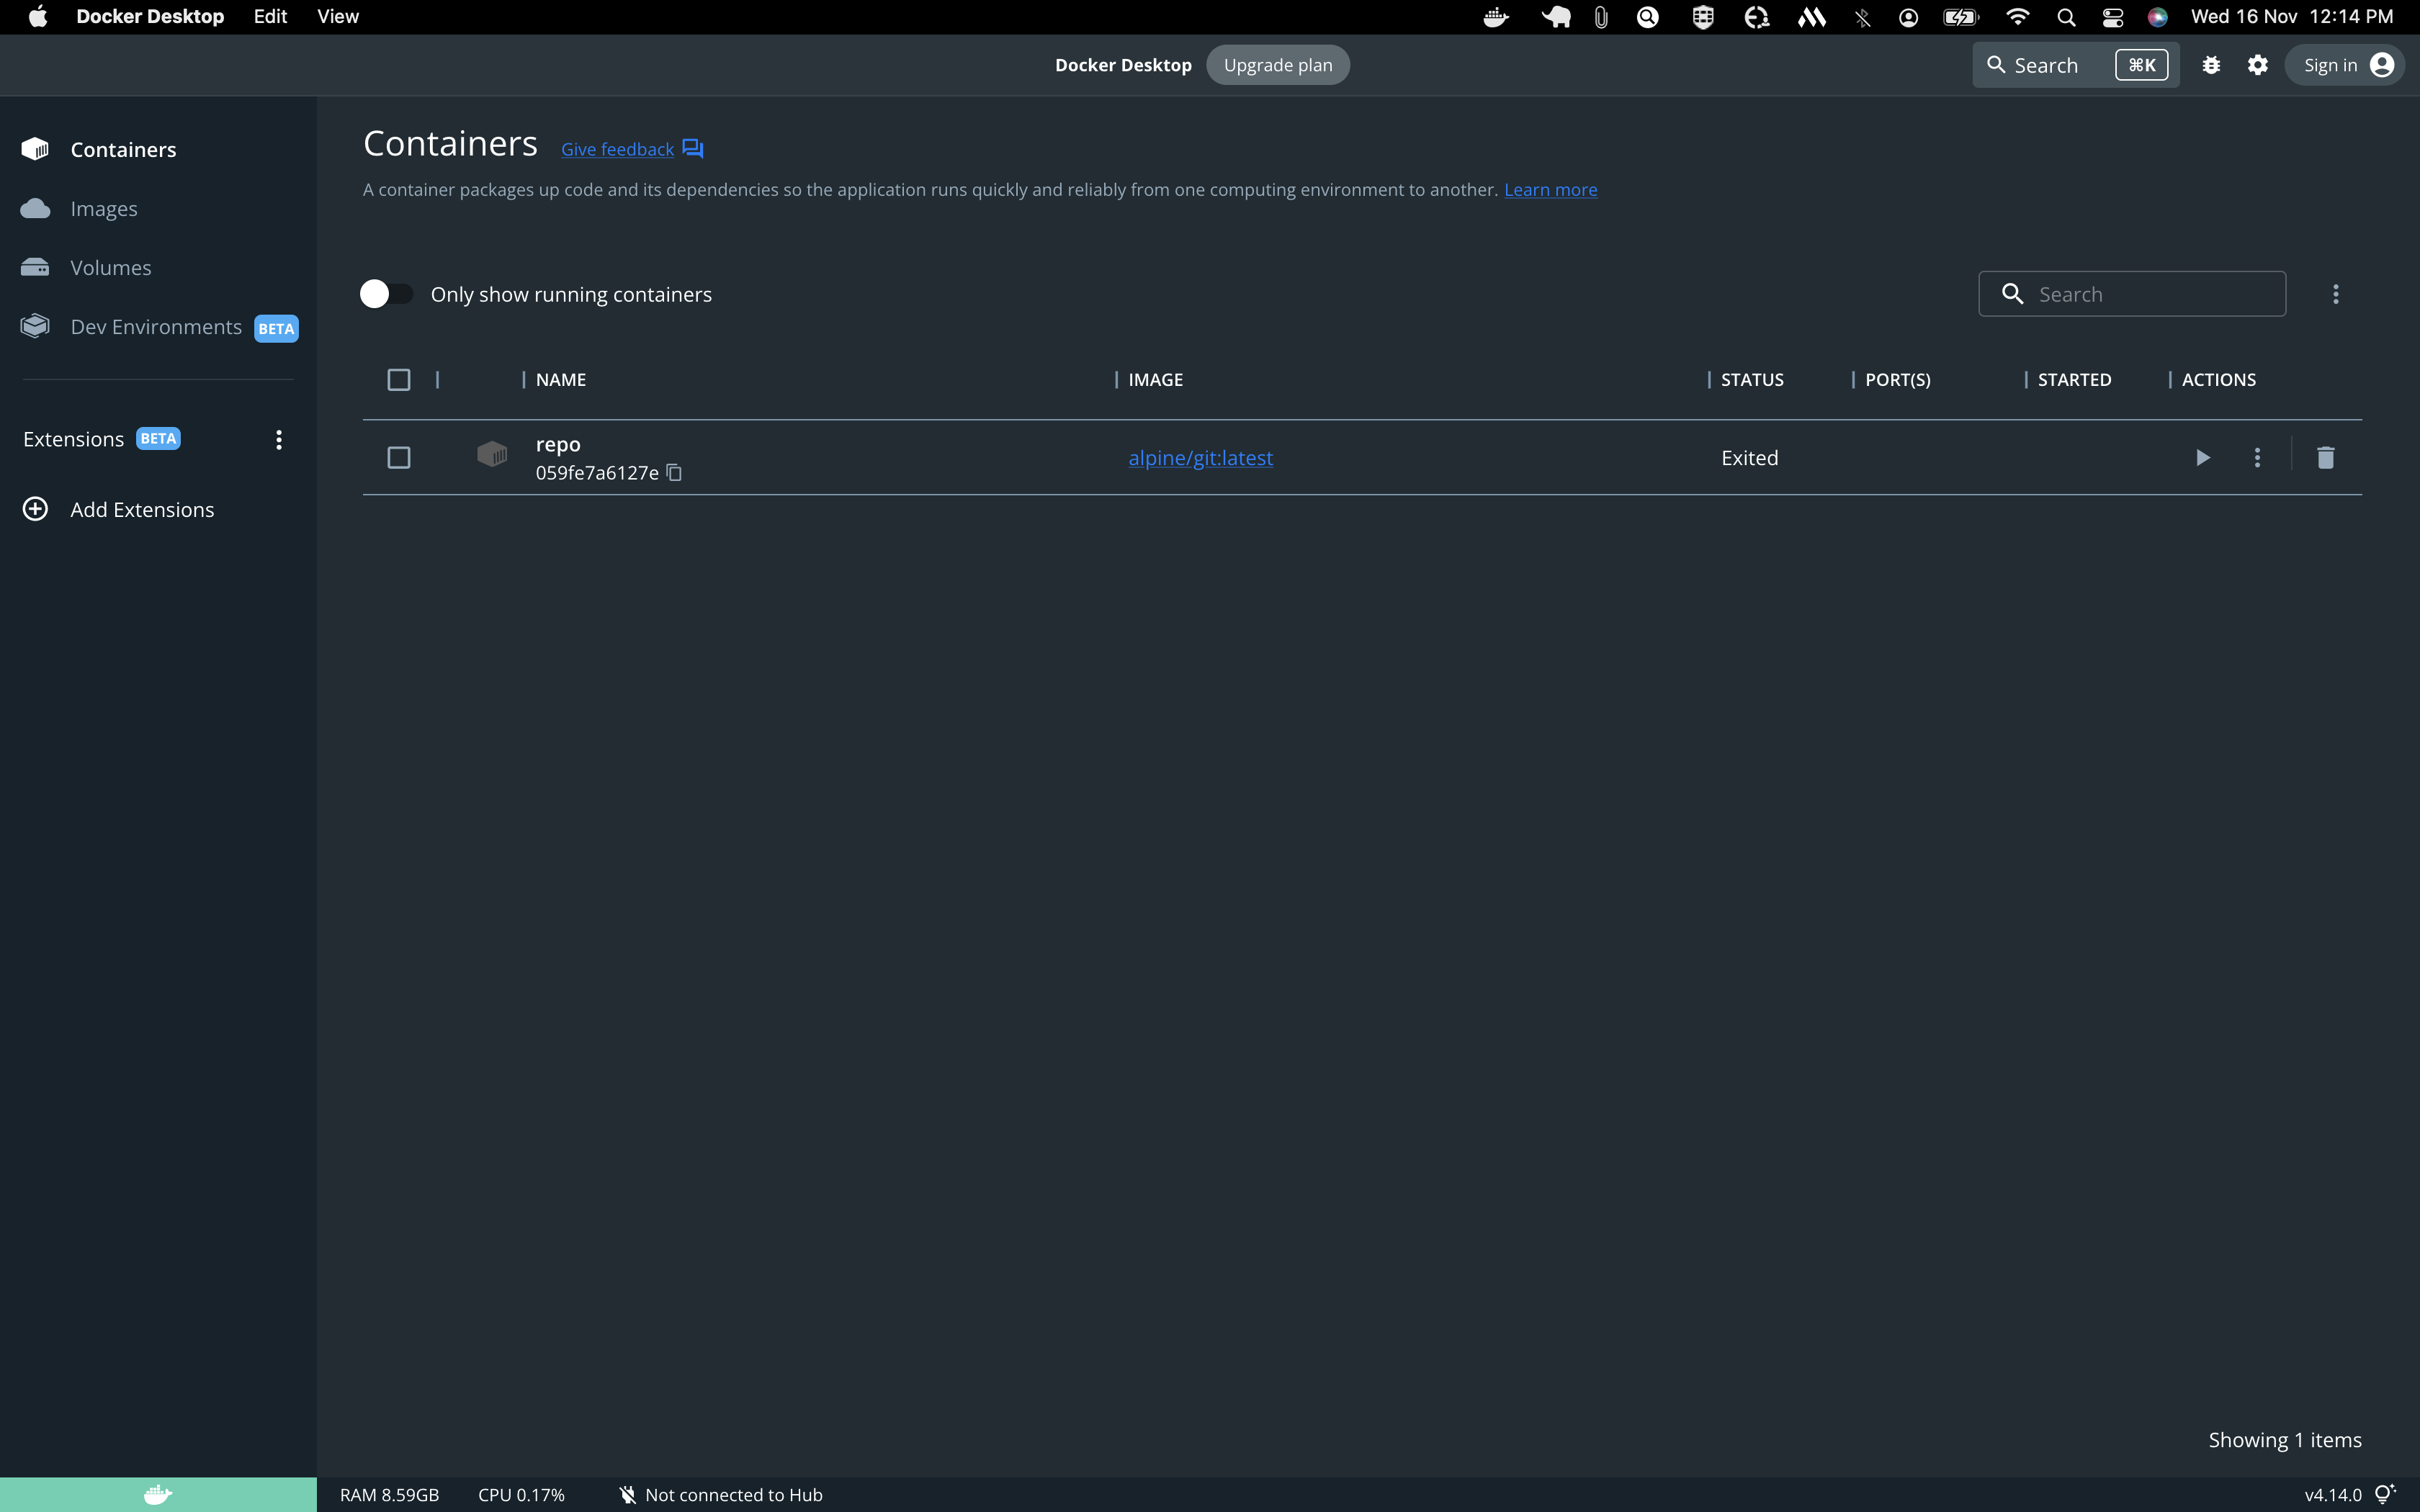 Docker Desktop Edit View Wed 16 Nov 12:14 PM
Docker Desktop Upgrade plan Search ⌘K Sign in
Containers
Images
Volumes
Dev Environments BETA
Extensions BETA
Add Extensions
Containers Give feedback
A container packages up code and its dependencies so the application runs quickly and reliably from one computing environment to another. Learn more
Only show running containers Search
NAME IMAGE STATUS PORT(S) STARTED ACTIONS
repo
059fe7a6127e alpine/git:latest Exited
Showing 1 items
RAM 8.59GB CPU 0.17% Not connected to Hub v4.14.0